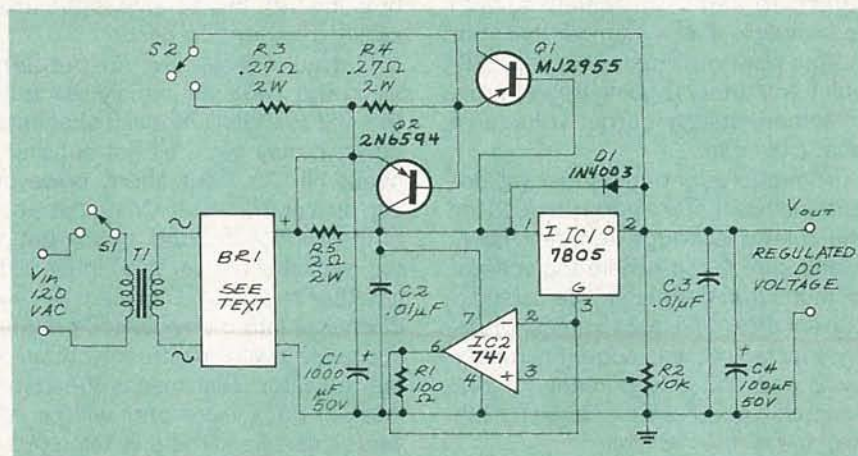 S2
R3
.27Ω
2W
R4
.27Ω
2W
Q1
MJ2955
Q2
2N6594
D1
1N4003
S1
T1
Vin
120
VAC
~
~
BR1
SEE
TEXT
+
-
R5
2Ω
2W
1
I IC1 O
7805
G
2
3
C2
.01µF
C1
1000
µF
50V
+
6
R1
100
Ω
7
IC2
741
4
-
+
2
3
R2
10K
C3
.01µF
+
C4
100µF
50V
VOUT
REGULATED
DC
VOLTAGE